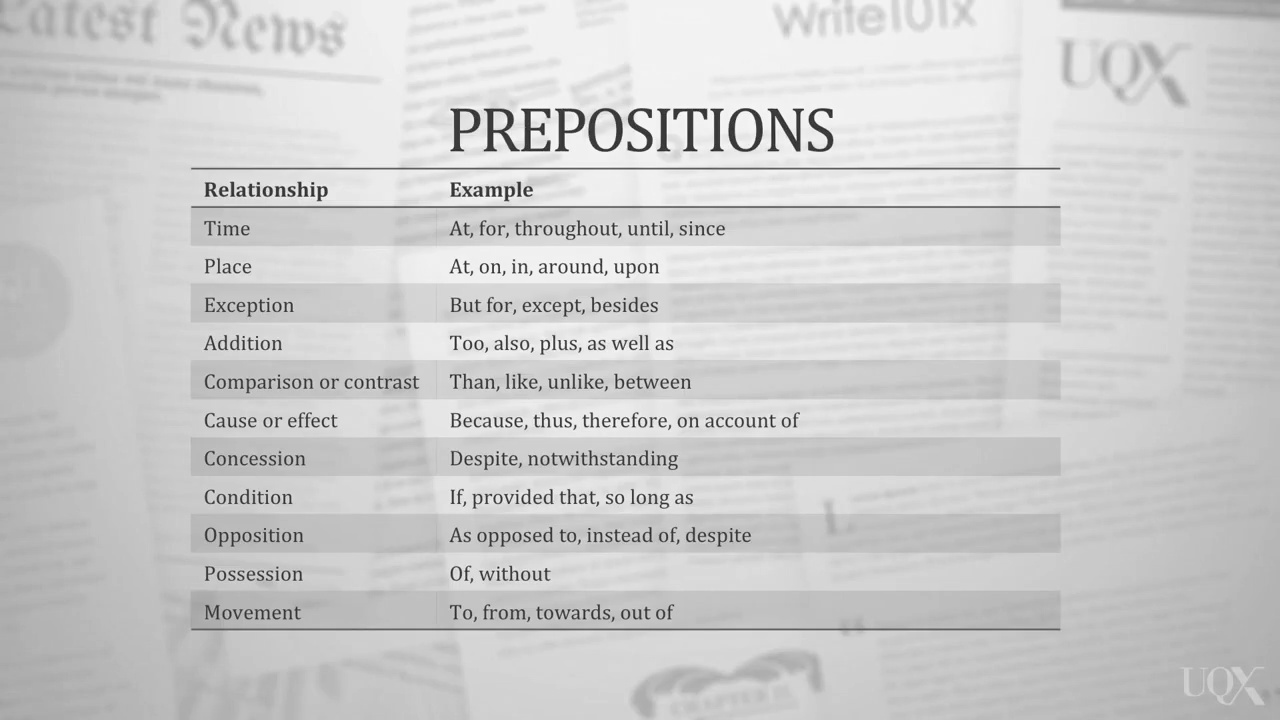 Latest News
Write101x
UQX
PREPOSITIONS
Relationship Example
Time At, for, throughout, until, since
Place At, on, in, around, upon
Exception But for, except, besides
Addition Too, also, plus, as well as
Comparison or contrast Than, like, unlike, between
Cause or effect Because, thus, therefore, on account of
Concession Despite, notwithstanding
Condition If, provided that, so long as
Opposition As opposed to, instead of, despite
Possession Of, without
Movement To, from, towards, out of
UQX